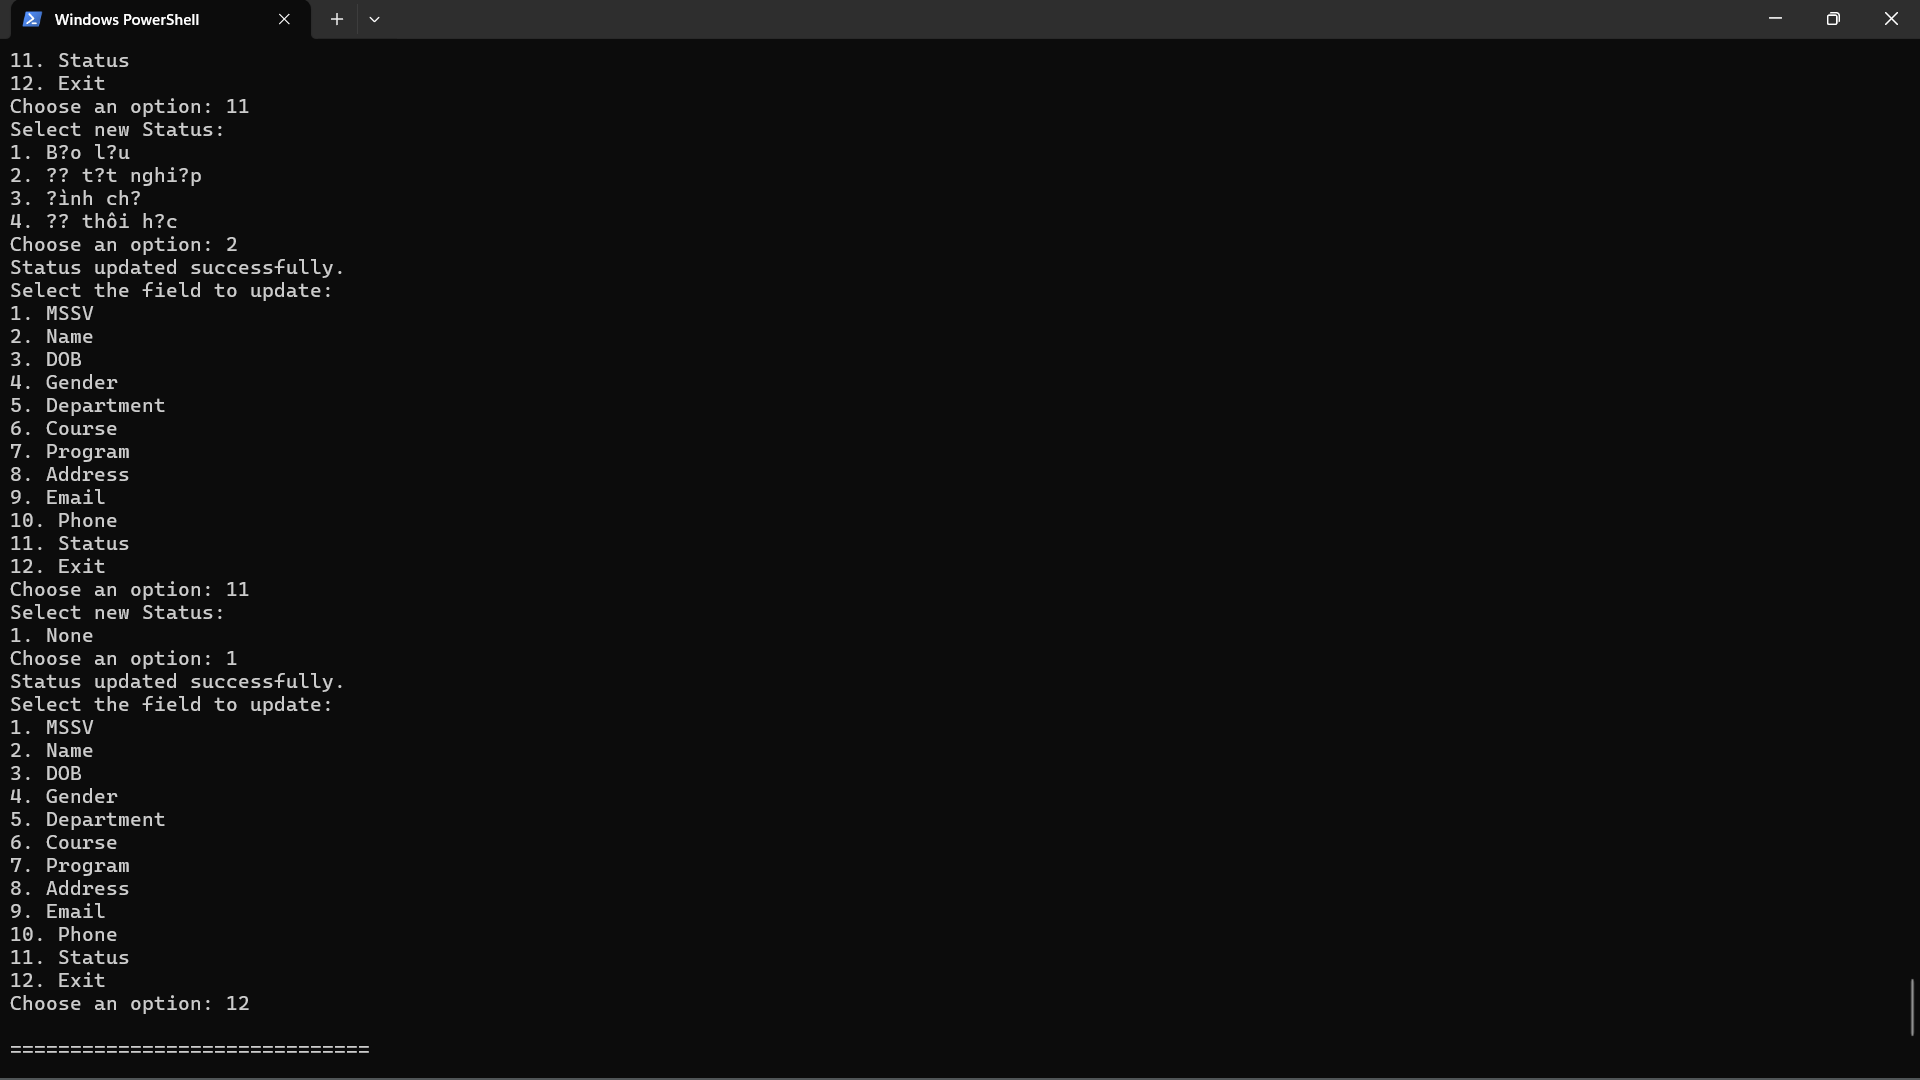 Windows PowerShell
11. Status
12. Exit
Choose an option: 11
Select new Status:
1. B?o l?u
2. ?? t?t nghi?p
3. ?ình ch?
4. ?? thôi h?c
Choose an option: 2
Status updated successfully.
Select the field to update:
1. MSSV
2. Name
3. DOB
4. Gender
5. Department
6. Course
7. Program
8. Address
9. Email
10. Phone
11. Status
12. Exit
Choose an option: 11
Select new Status:
1. None
Choose an option: 1
Status updated successfully.
Select the field to update:
1. MSSV
2. Name
3. DOB
4. Gender
5. Department
6. Course
7. Program
8. Address
9. Email
10. Phone
11. Status
12. Exit
Choose an option: 12
==============================